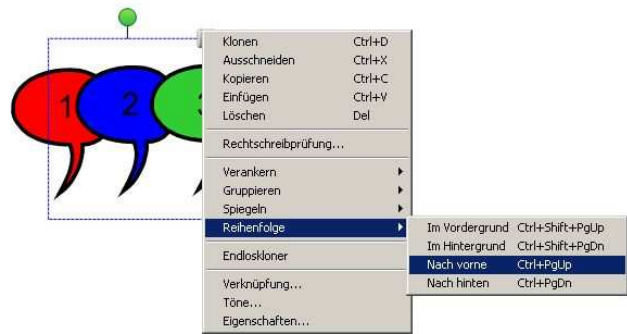 1 2
Klonen Ctrl+D
Ausschneiden Ctrl+X
Kopieren Ctrl+C
Einfügen Ctrl+V
Löschen Del
Rechtschreibprüfung...
Verankern
Gruppieren
Spiegeln
Reihenfolge
Endloskloner
Verknüpfung...
Töne...
Eigenschaften...
Im Vordergrund Ctrl+Shift+PgUp
Im Hintergrund Ctrl+Shift+PgDn
Nach vorne Ctrl+PgUp
Nach hinten Ctrl+PgDn